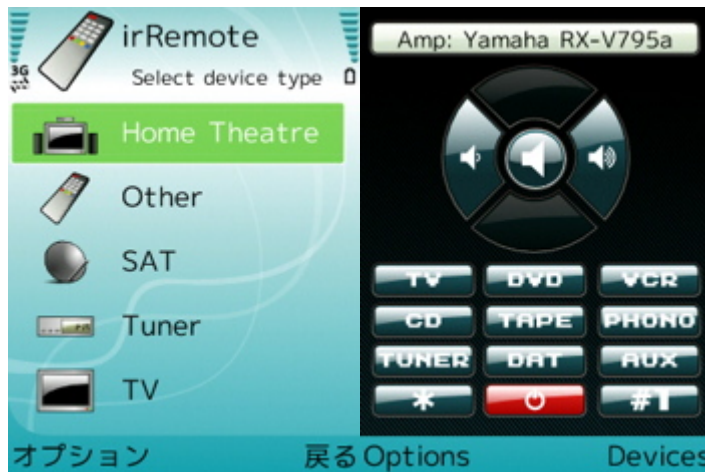 irRemote
3G
Select device type
Home Theatre
Other
SAT
Tuner
TV
オプション 戻る
Amp: Yamaha RX-V795a
TV DVD VCR
CD TAPE PHONO
TUNER DAT AUX
* #1
Options Devices